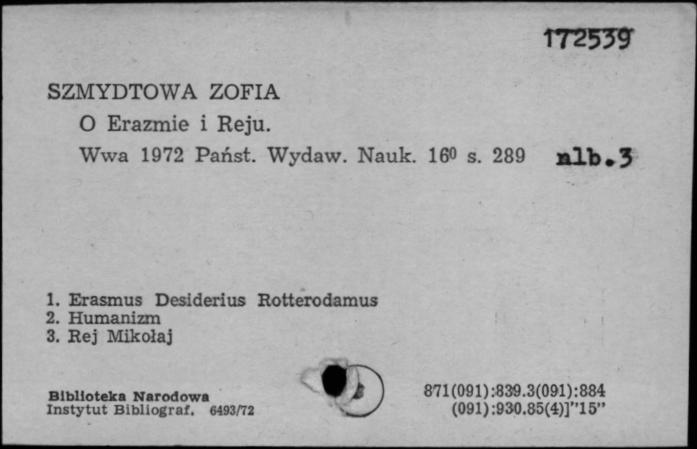 172539
SZMYDTOWA ZOFIA
O Erazmie i Reju.
Wwa 1972 Państ. Wydaw. Nauk. 16⁰ s. 289 nlb.3
1. Erasmus Desiderius Rotterodamus
2. Humanizm
3. Rej Mikołaj
Biblioteka Narodowa
Instytut Bibliograf. 6493/72
871(091):839.3(091):884
(091):930.85(4)]"15"